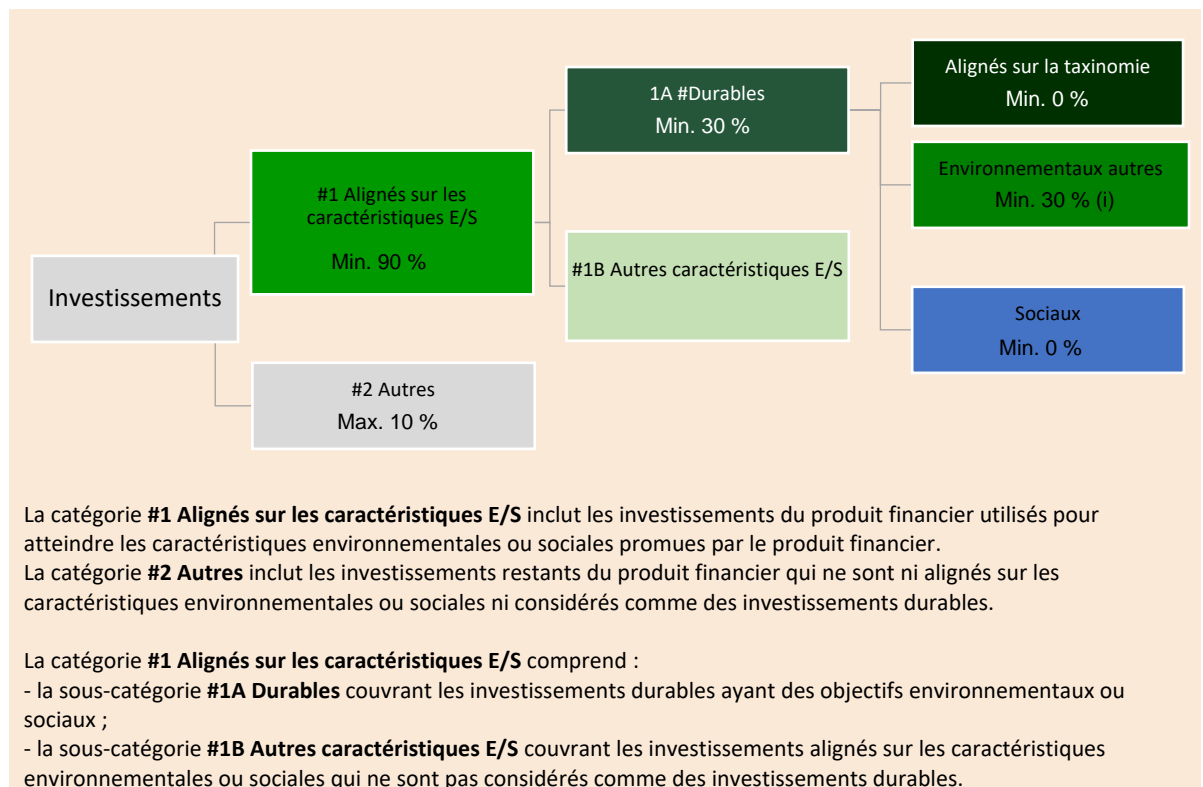 Investissements
#1 Alignés sur les
caractéristiques E/S
Min. 90 %
#2 Autres
Max. 10 %
1A #Durables
Min. 30 %
#1B Autres caractéristiques E/S
Alignés sur la taxinomie
Min. 0 %
Environnementaux autres
Min. 30 % (i)
Sociaux
Min. 0 %
La catégorie #1 Alignés sur les caractéristiques E/S inclut les investissements du produit financier utilisés pour
atteindre les caractéristiques environnementales ou sociales promues par le produit financier.
La catégorie #2 Autres inclut les investissements restants du produit financier qui ne sont ni alignés sur les
caractéristiques environnementales ou sociales ni considérés comme des investissements durables.
La catégorie #1 Alignés sur les caractéristiques E/S comprend :
- la sous-catégorie #1A Durables couvrant les investissements durables ayant des objectifs environnementaux ou
sociaux ;
- la sous-catégorie #1B Autres caractéristiques E/S couvrant les investissements alignés sur les caractéristiques
environnementales ou sociales qui ne sont pas considérés comme des investissements durables.